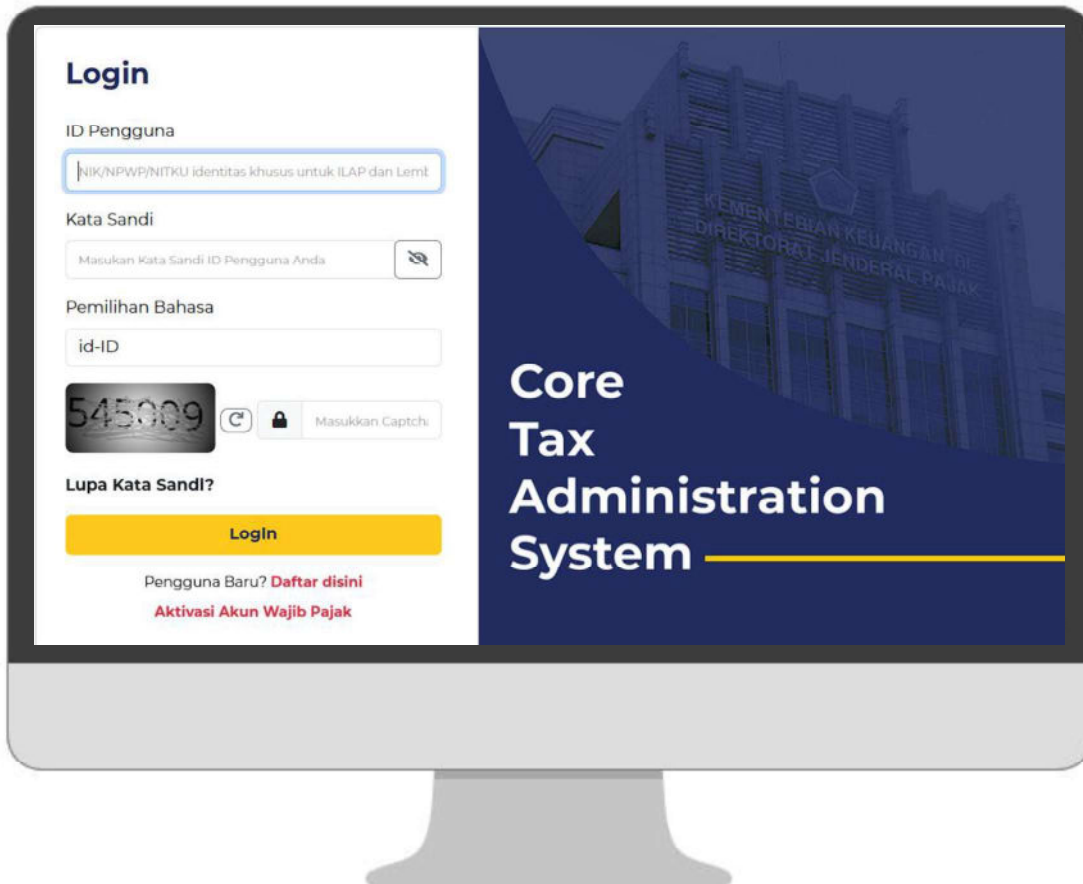 Login
ID Pengguna
NIK/NPWP/NITKU identitas khusus untuk ILAP dan Lemb
Kata Sandi
Masukan Kata Sandi ID Pengguna Anda
Pemilihan Bahasa
id-ID
545009
Masukkan Captch
Lupa Kata Sandi?
Login
Pengguna Baru? Daftar disini
Aktivasi Akun Wajib Pajak
KEMENTERIAN KEUANGAN RI
DIREKTORAT JENDERAL PAJAK
Core
Tax
Administration
System